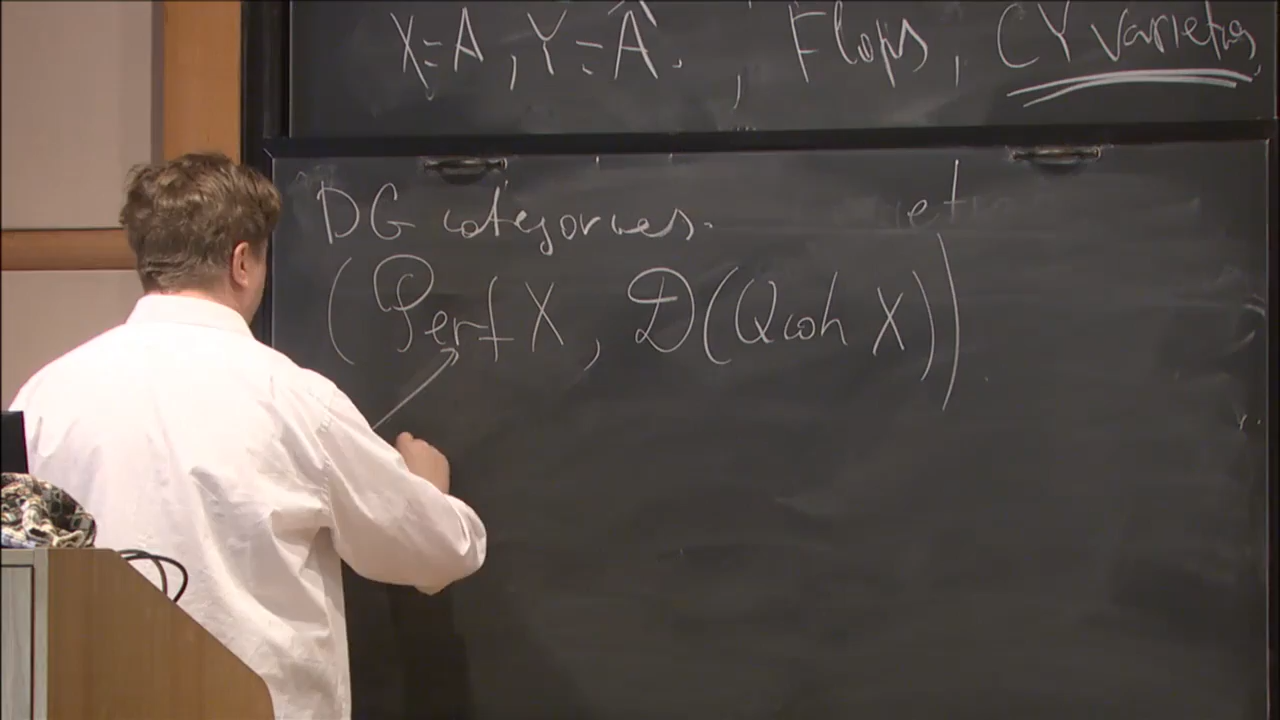 X=A, Y=Â., Flops, CY varieties,
DG categories.
(Perf X, D(Qcoh X))